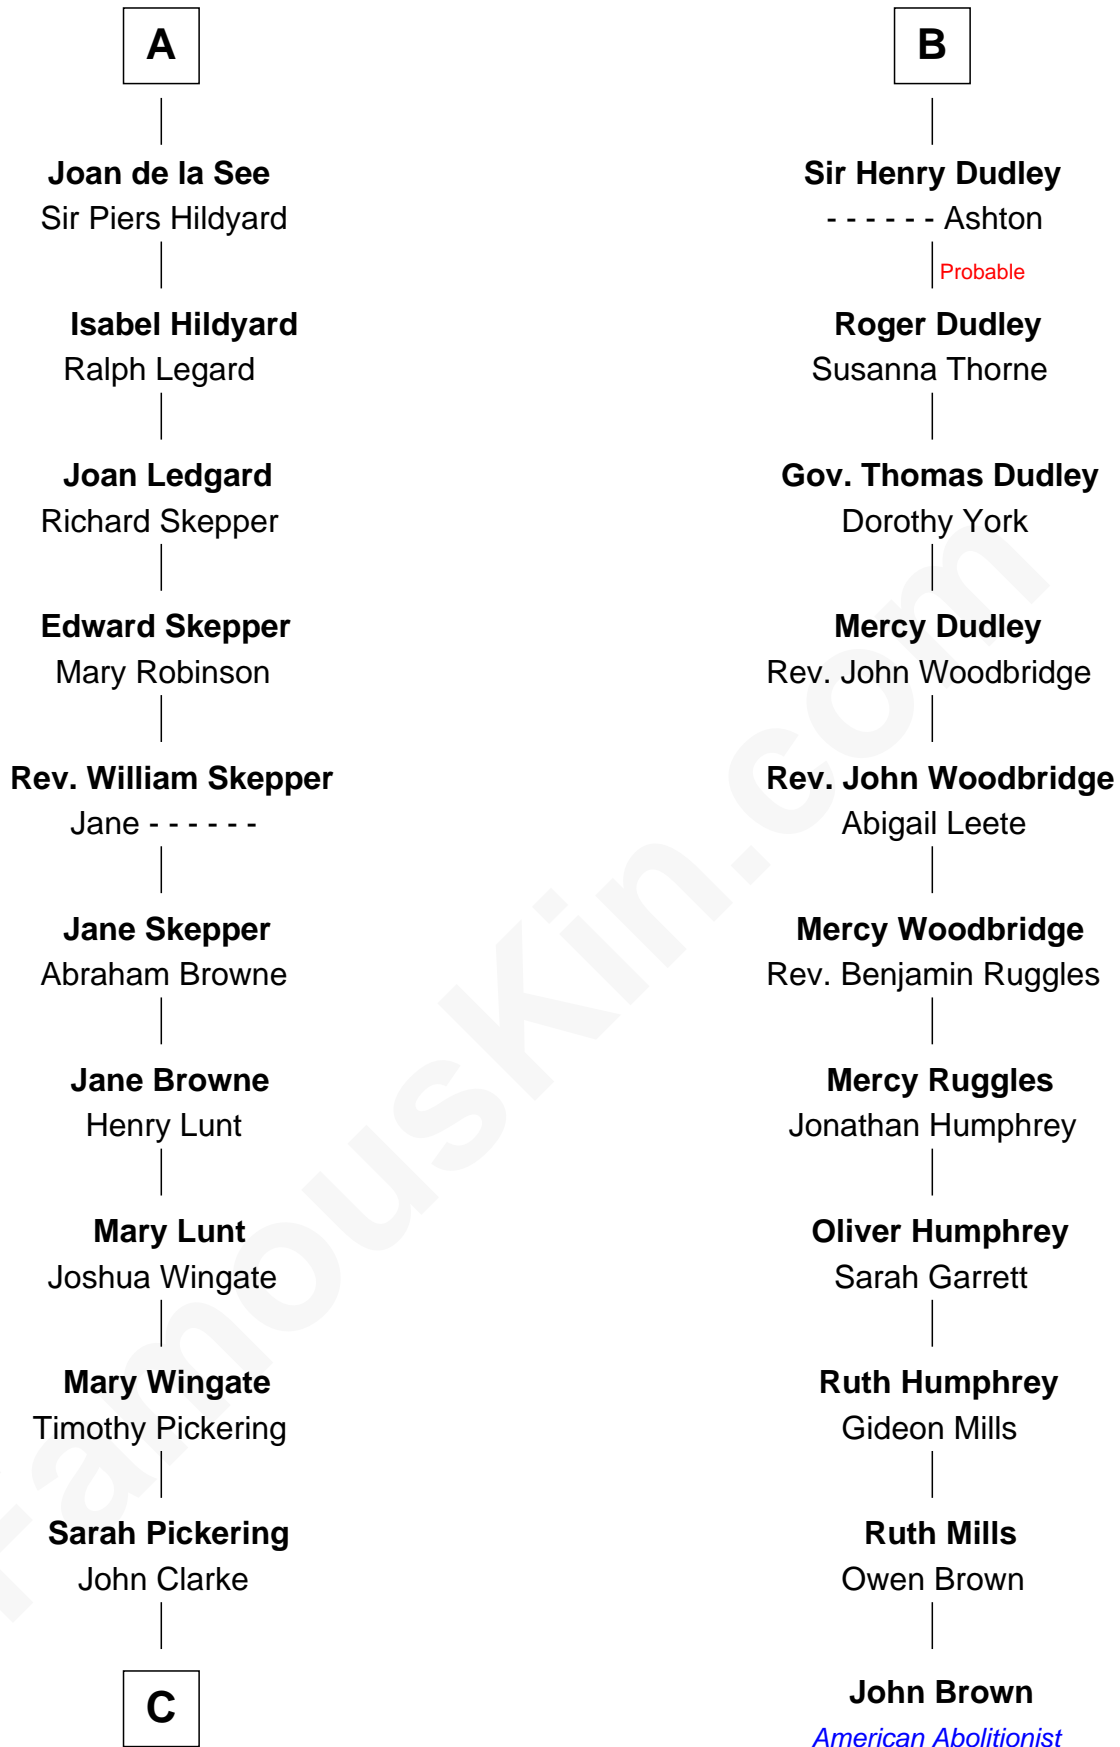 A
Joan de la See
Sir Piers Hildyard
Isabel Hildyard
Ralph Legard
Joan Ledgard
Richard Skepper
Edward Skepper
Mary Robinson
Rev. William Skepper
Jane - - - - - -
Jane Skepper
Abraham Browne
Jane Browne
Henry Lunt
Mary Lunt
Joshua Wingate
Mary Wingate
Timothy Pickering
Sarah Pickering
John Clarke
C
B
Sir Henry Dudley
- - - - - - Ashton
Probable
Roger Dudley
Susanna Thorne
Gov. Thomas Dudley
Dorothy York
Mercy Dudley
Rev. John Woodbridge
Rev. John Woodbridge
Abigail Leete
Mercy Woodbridge
Rev. Benjamin Ruggles
Mercy Ruggles
Jonathan Humphrey
Oliver Humphrey
Sarah Garrett
Ruth Humphrey
Gideon Mills
Ruth Mills
Owen Brown
John Brown
American Abolitionist
FamousKin.com